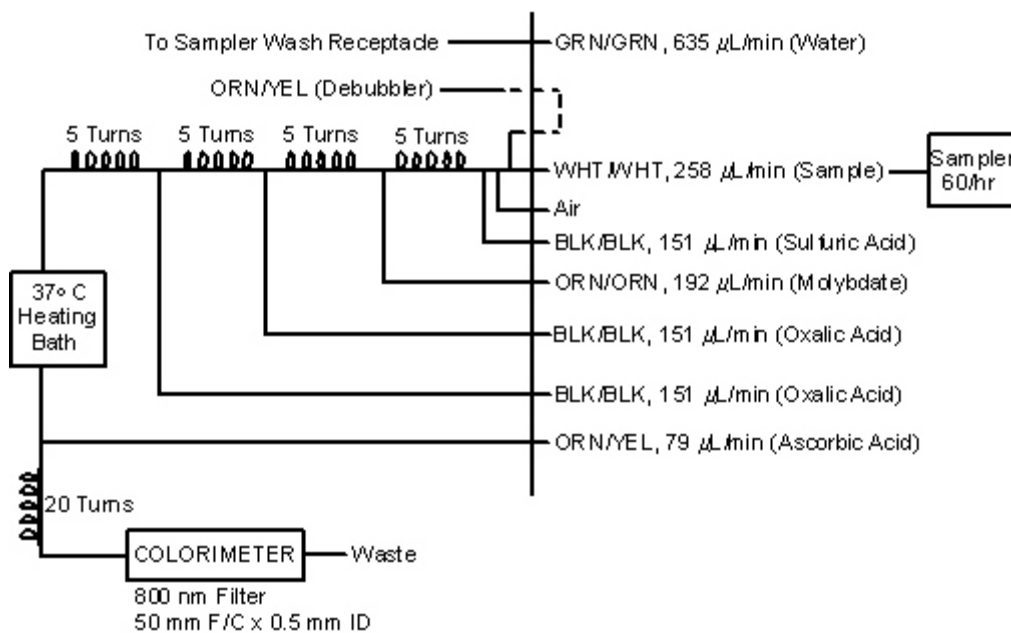 To Sampler Wash Receptacle
GRN/GRN, 635 µL/min (Water)
ORN/YEL (Debubbler)
5 Turns
5 Turns
5 Turns
5 Turns
WHT/WHT, 258 µL/min (Sample)
Sampler
60/hr
Air
BLK/BLK, 151 µL/min (Sulfuric Acid)
37° C
Heating
Bath
ORN/ORN, 192 µL/min (Molybdate)
BLK/BLK, 151 µL/min (Oxalic Acid)
BLK/BLK, 151 µL/min (Oxalic Acid)
ORN/YEL, 79 µL/min (Ascorbic Acid)
20 Turns
COLORIMETER
Waste
800 nm Filter
50 mm F/C x 0.5 mm ID